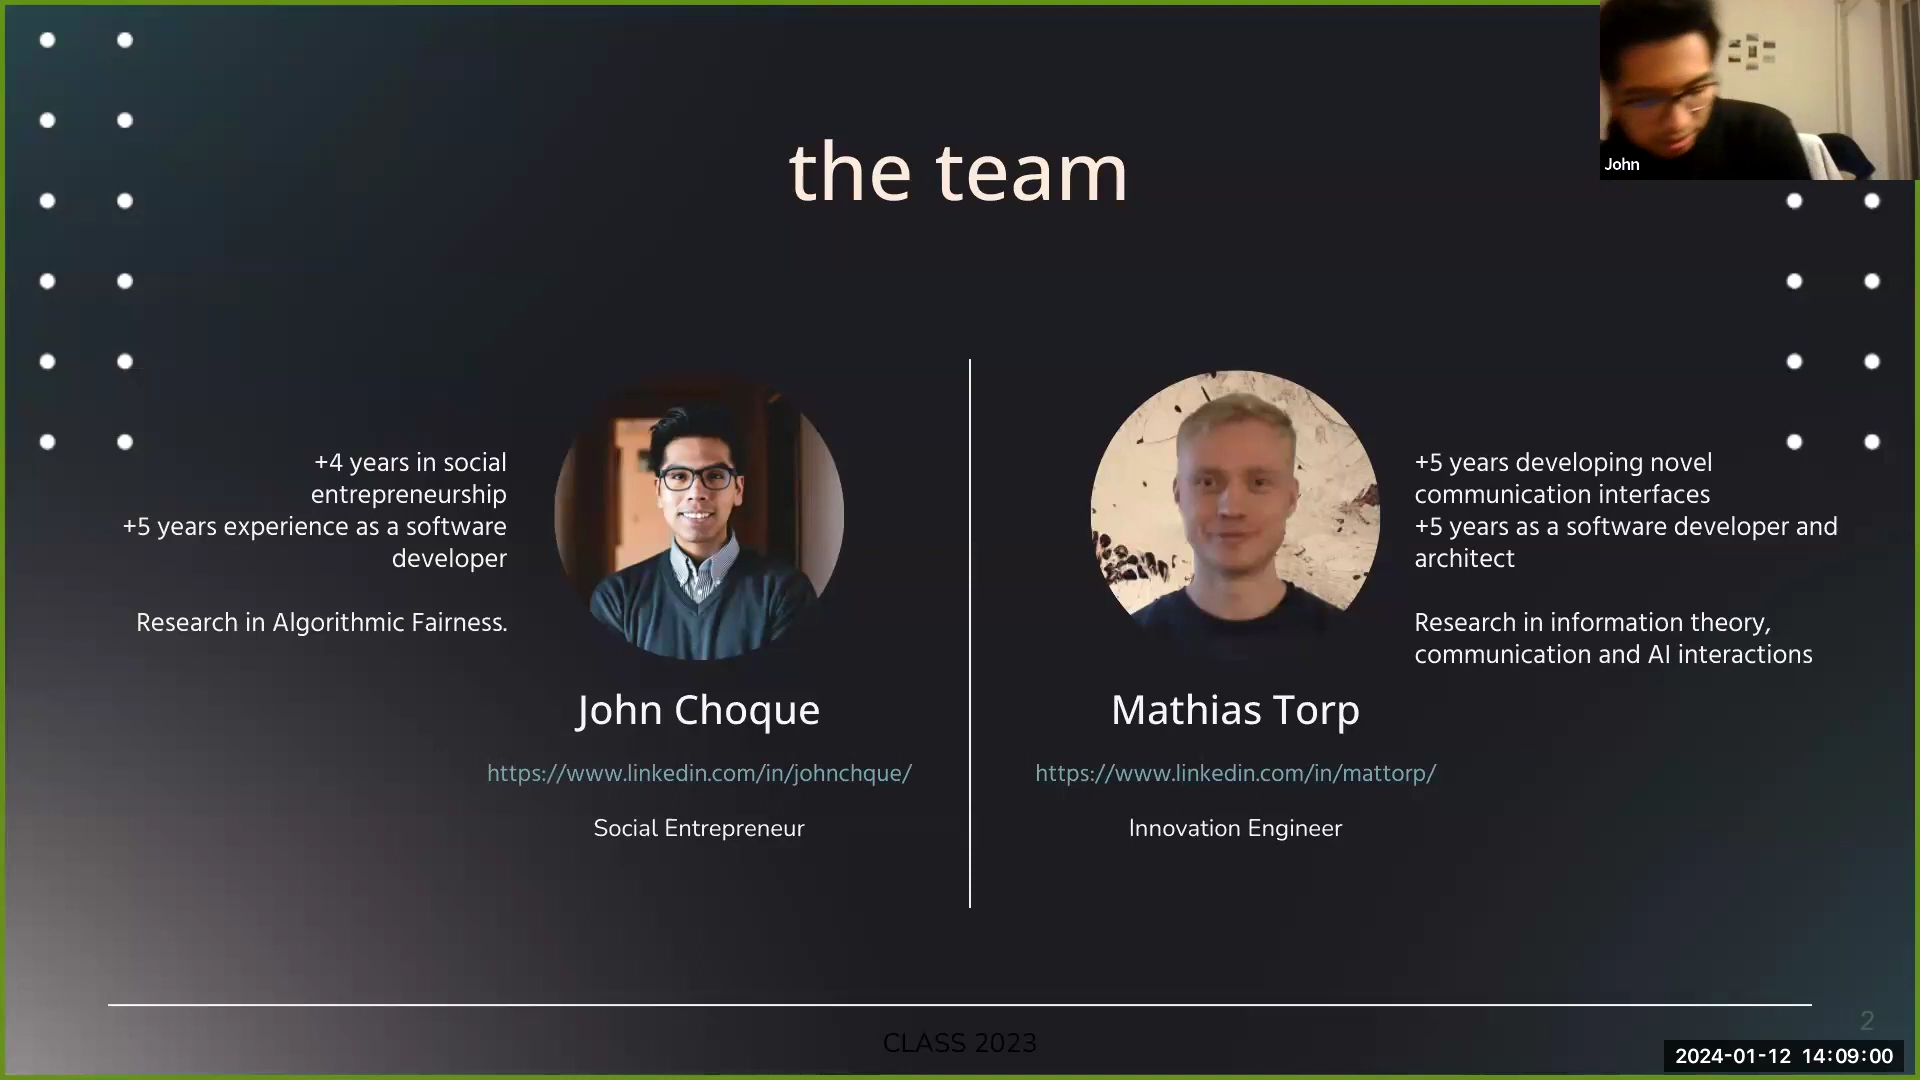 John
the team
+4 years in social
entrepreneurship
+5 years experience as a software
developer
Research in Algorithmic Fairness.
John Choque
https://www.linkedin.com/in/johnchque/
Social Entrepreneur
+5 years developing novel
communication interfaces
+5 years as a software developer and
architect
Research in information theory,
communication and AI interactions
Mathias Torp
https://www.linkedin.com/in/mattorp/
Innovation Engineer
2
CLASS 2023
2024-01-12 14:09:00